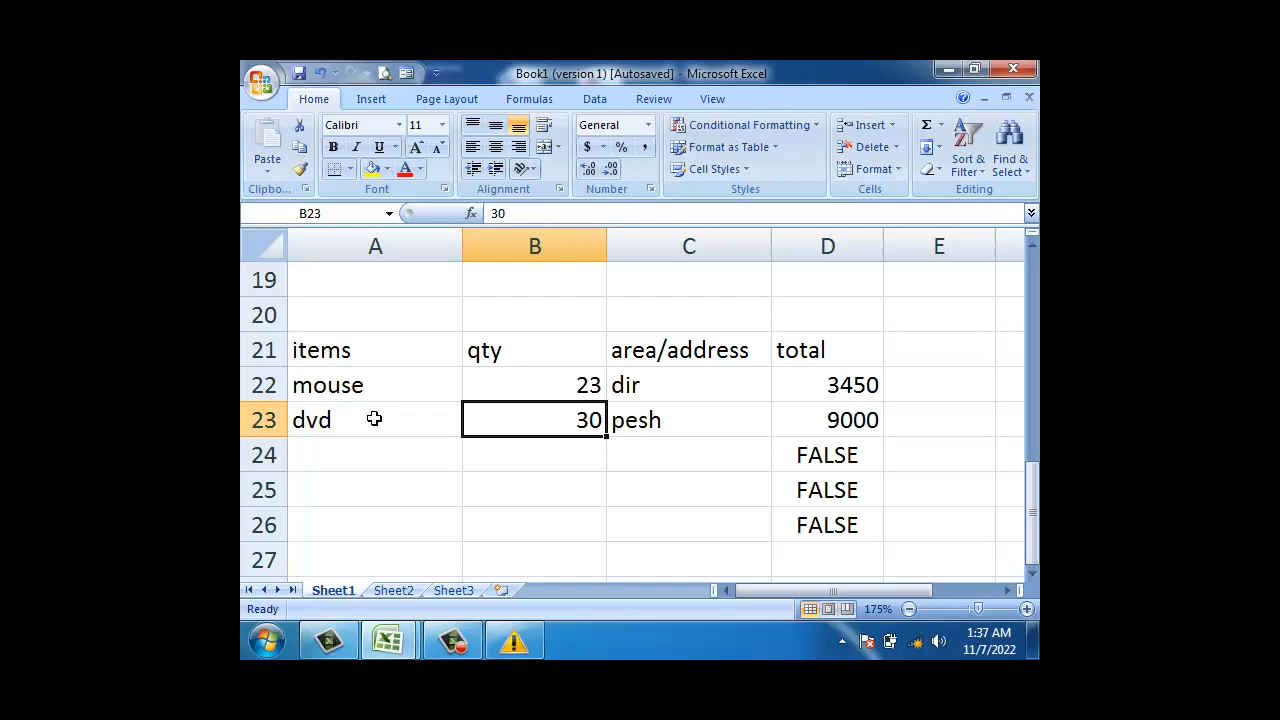 Book1 (version 1) [Autosaved] - Microsoft Excel
Home Insert Page Layout Formulas Data Review View
Calibri 11 General Conditional Formatting Insert Σ
Paste B I U A A $ % , Format as Table Delete Sort & Find &
Cell Styles Format Filter Select
Clipbo... Font Alignment Number Styles Cells Editing
B23 fx 30
A B C D E
19
20
21 items qty area/address total
22 mouse 23 dir 3450
23 dvd 30 pesh 9000
24 FALSE
25 FALSE
26 FALSE
27
Sheet1 Sheet2 Sheet3
Ready 175%
1:37 AM
11/7/2022